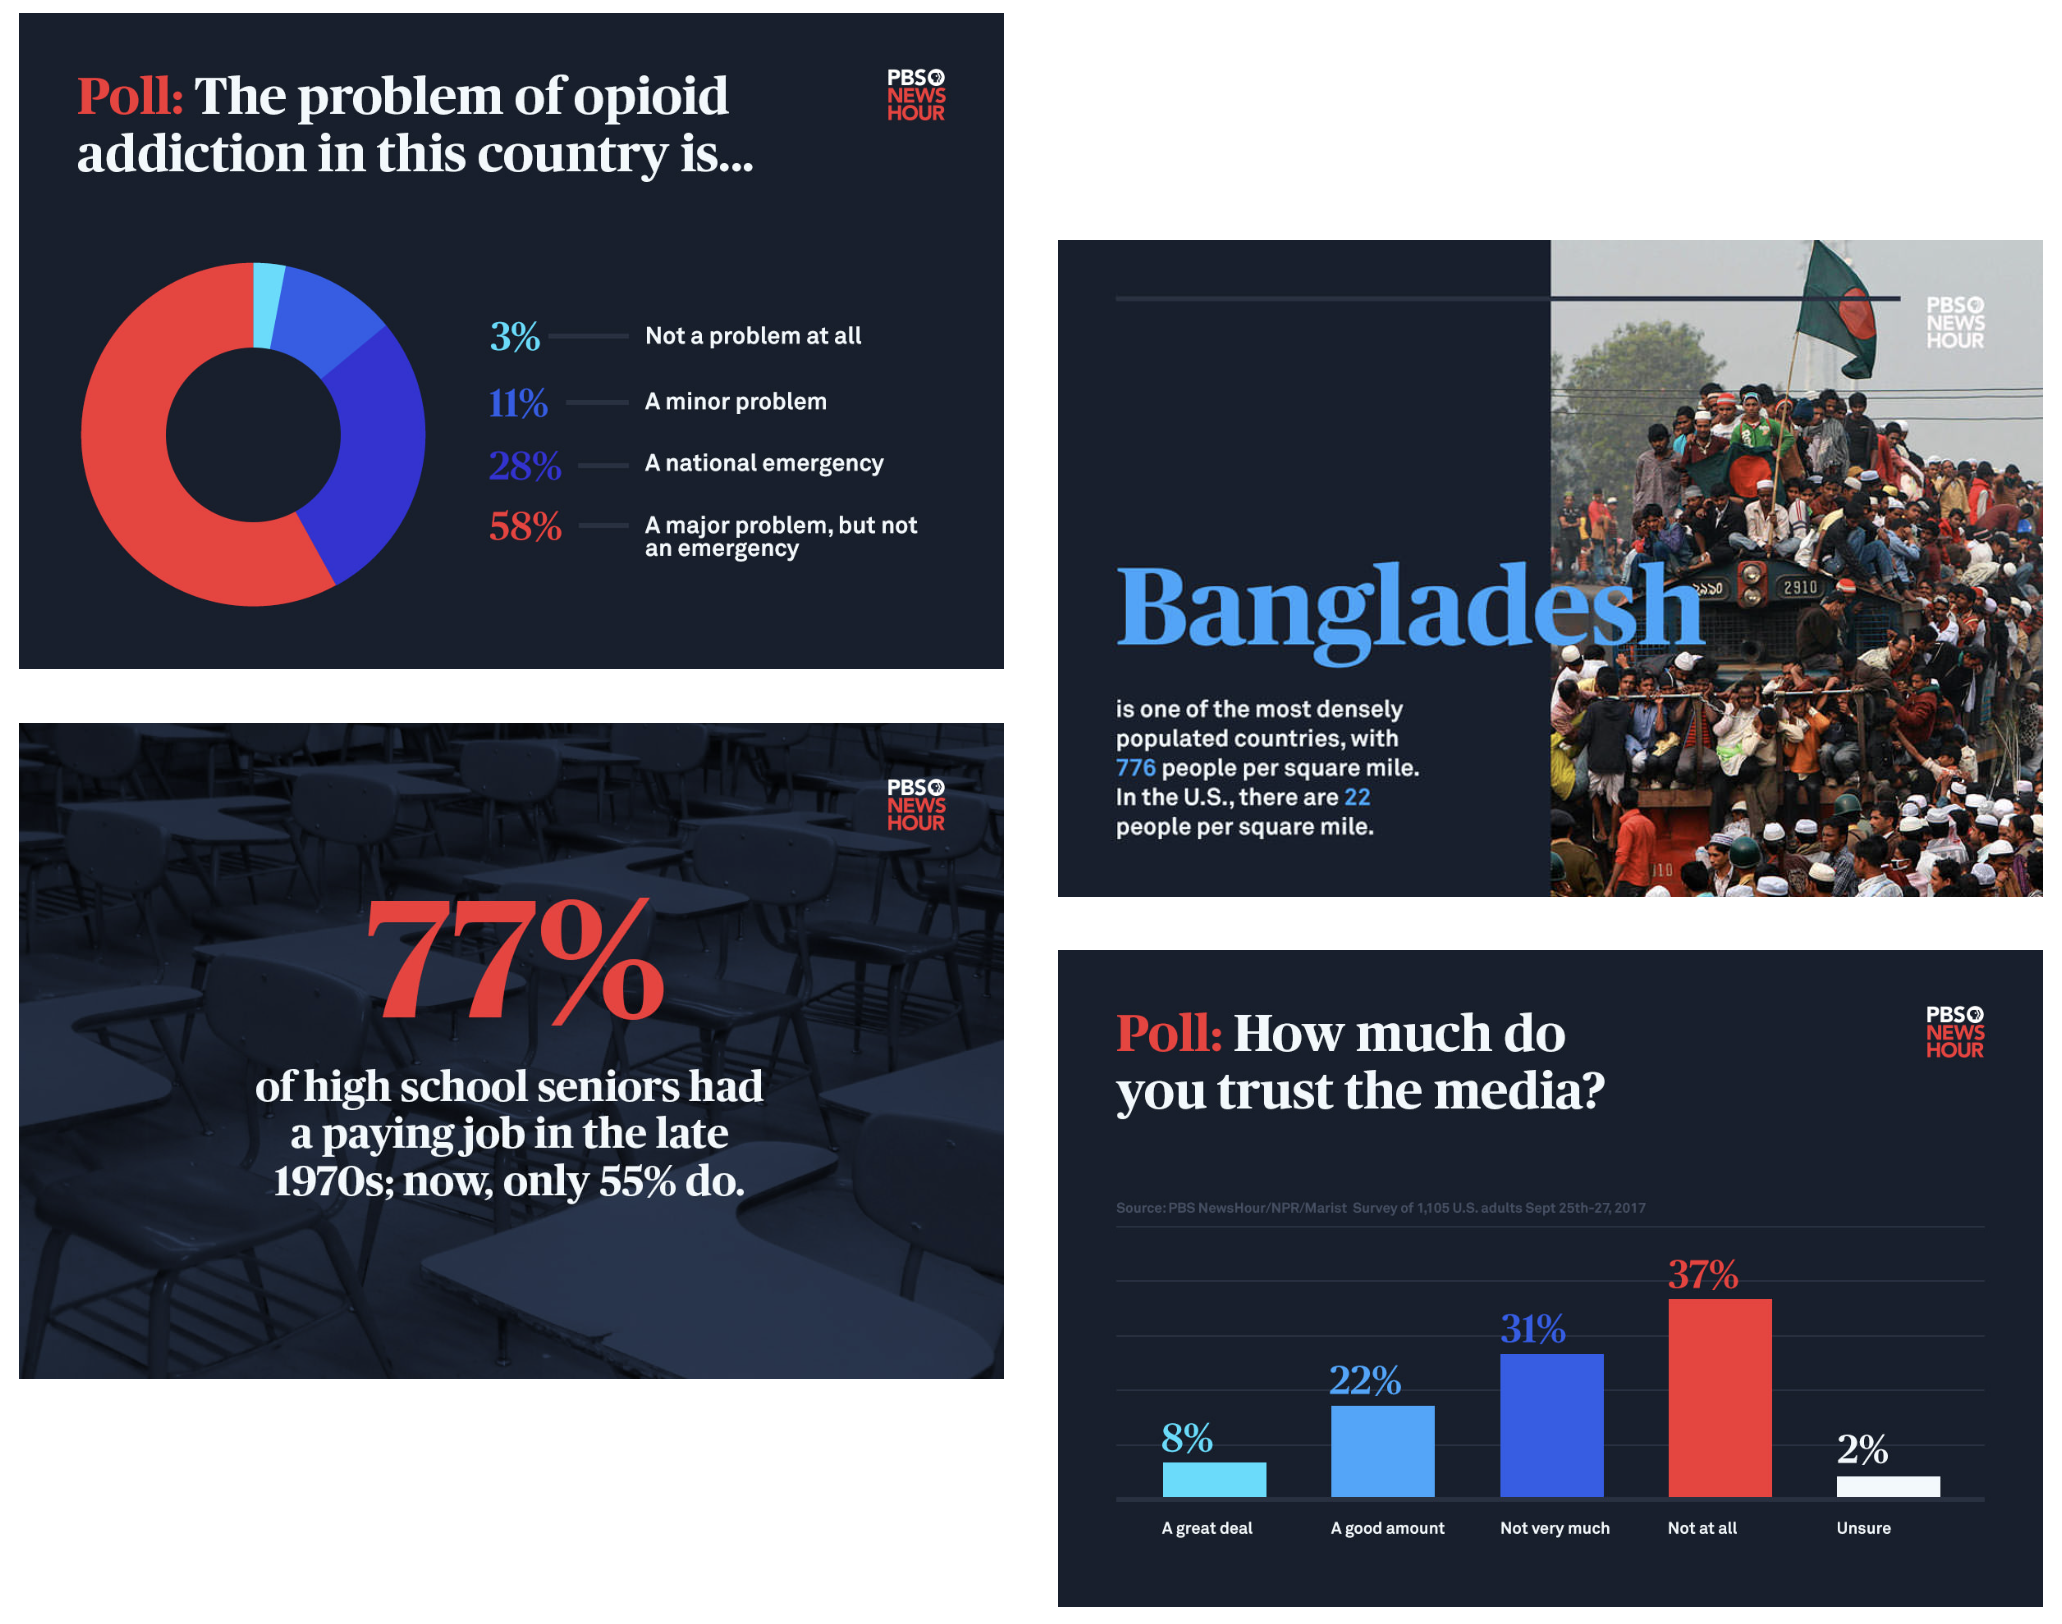 Poll: The problem of opioid
addiction in this country is...
PBS
NEWS
HOUR
3% Not a problem at all
11% A minor problem
28% A national emergency
58% A major problem, but not
an emergency
77%
of high school seniors had
a paying job in the late
1970s; now, only 55% do.
PBS
NEWS
HOUR
PBS
NEWS
HOUR
2910
Bangladesh
is one of the most densely
populated countries, with
776 people per square mile.
In the U.S., there are 22
people per square mile.
Poll: How much do
you trust the media?
PBS
NEWS
HOUR
Source: PBS NewsHour/NPR/Marist Survey of 1,105 U.S. adults Sept 25th-27, 2017
8%
22%
31%
37%
2%
A great deal
A good amount
Not very much
Not at all
Unsure